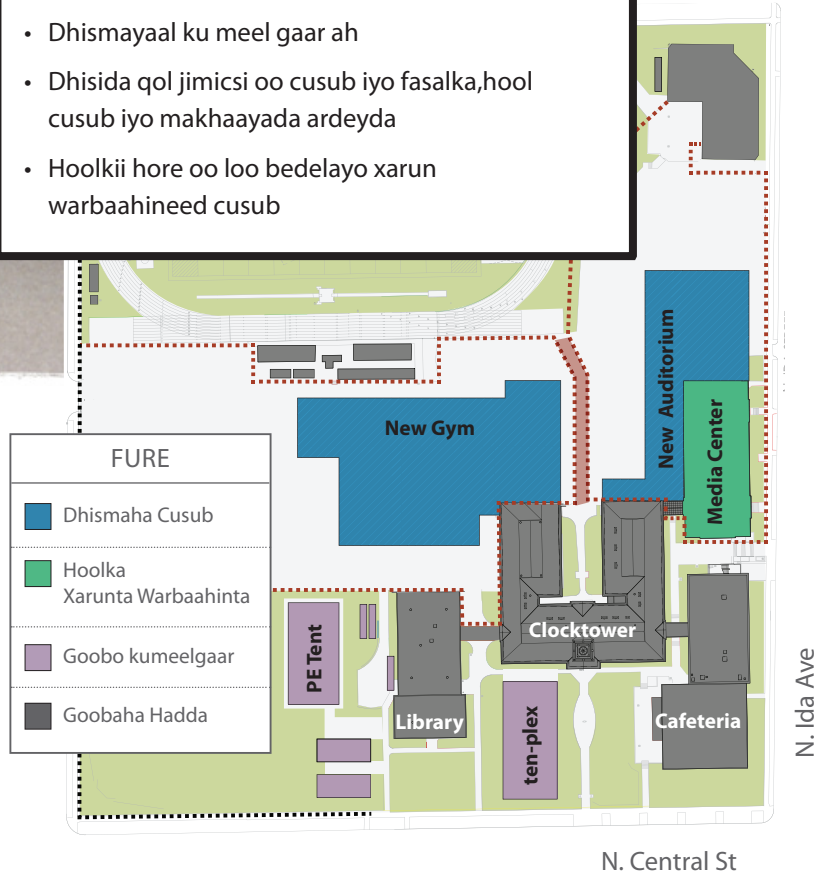 • Dhismayaal ku meel gaar ah
• Dhisida qol jimicsi oo cusub iyo fasalka,hool
cusub iyo makhaayada ardeyda
• Hoolkii hore oo loo bedelayo xarun
warbaahineed cusub
New Auditorium
Media Center
New Gym
FURE
Dhismaha Cusub
Hoolka
Xarunta Warbaahinta
Goobo kumeelgaar
Goobaha Hadda
PE Tent
Library
Clocktower
ten-plex
Cafeteria
N. Ida Ave
N. Central St